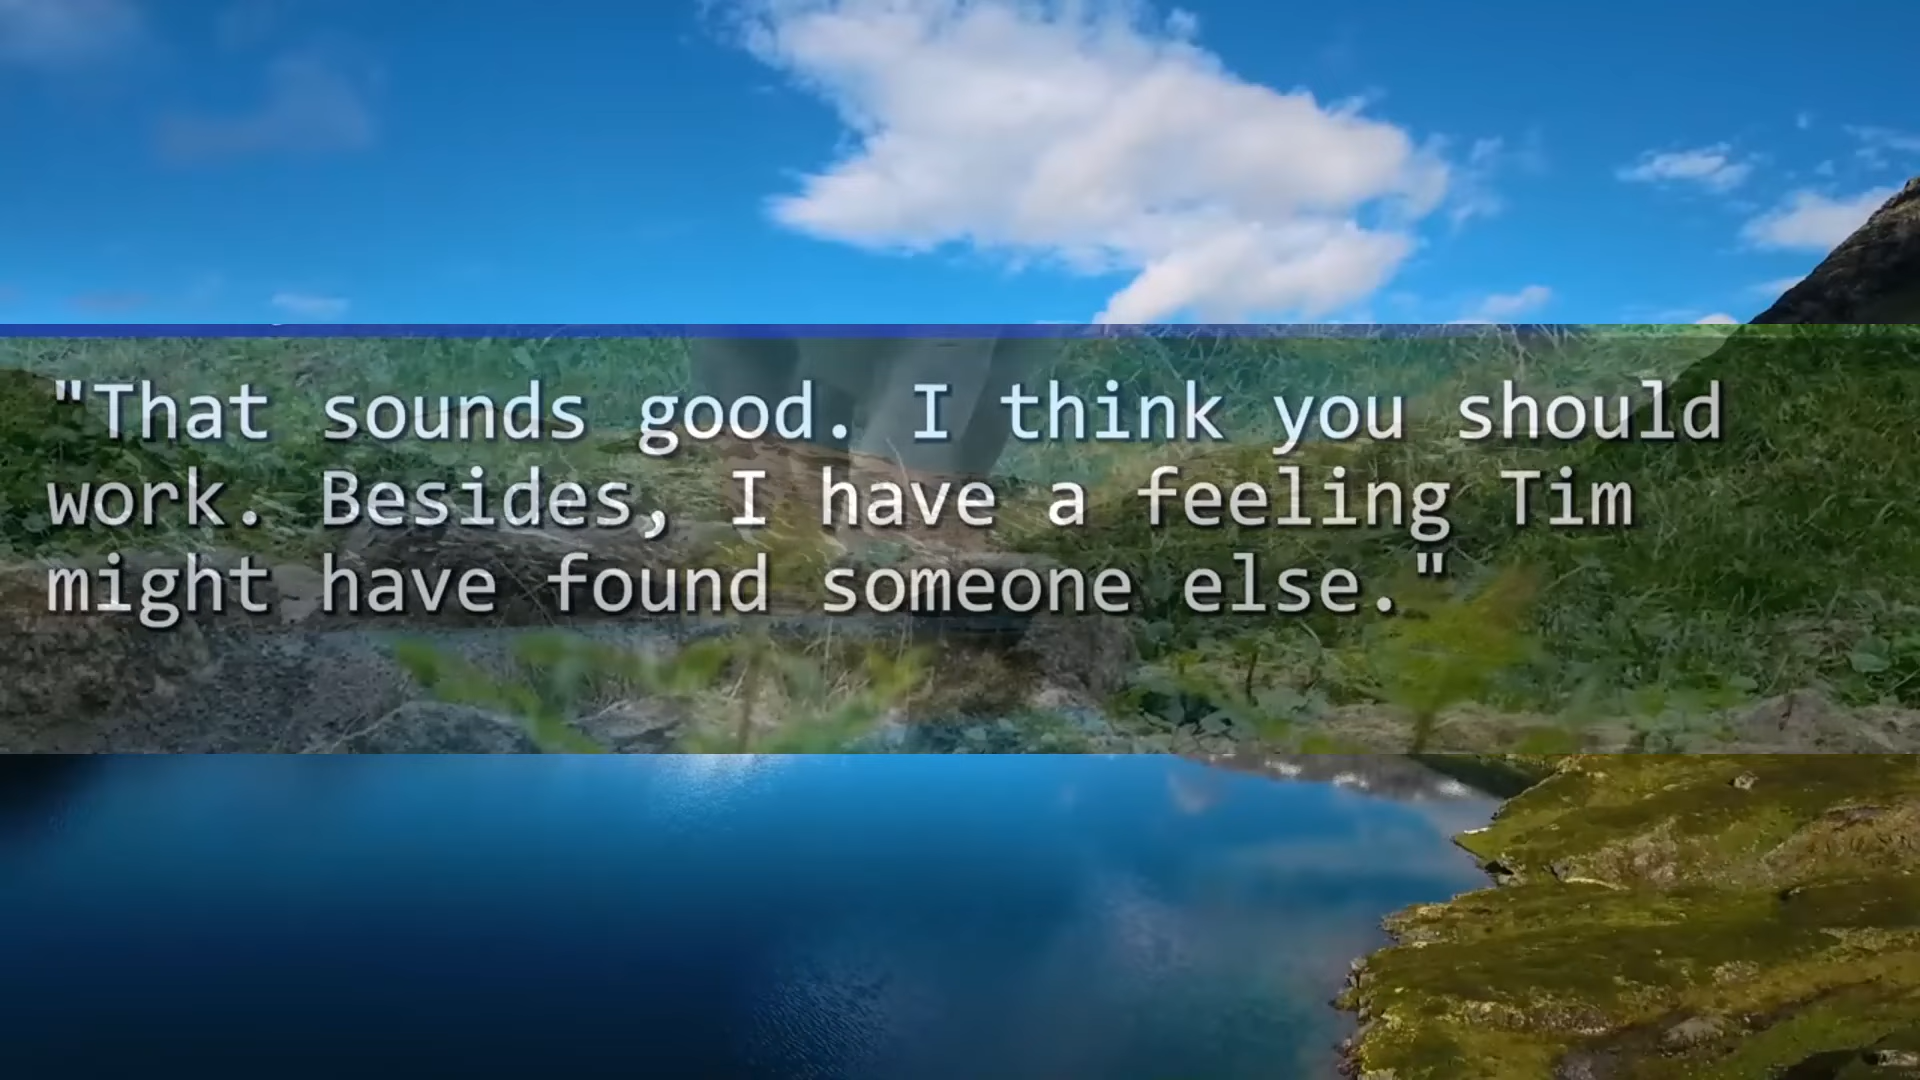 "That sounds good. I think you should
work. Besides, I have a feeling Tim
might have found someone else."